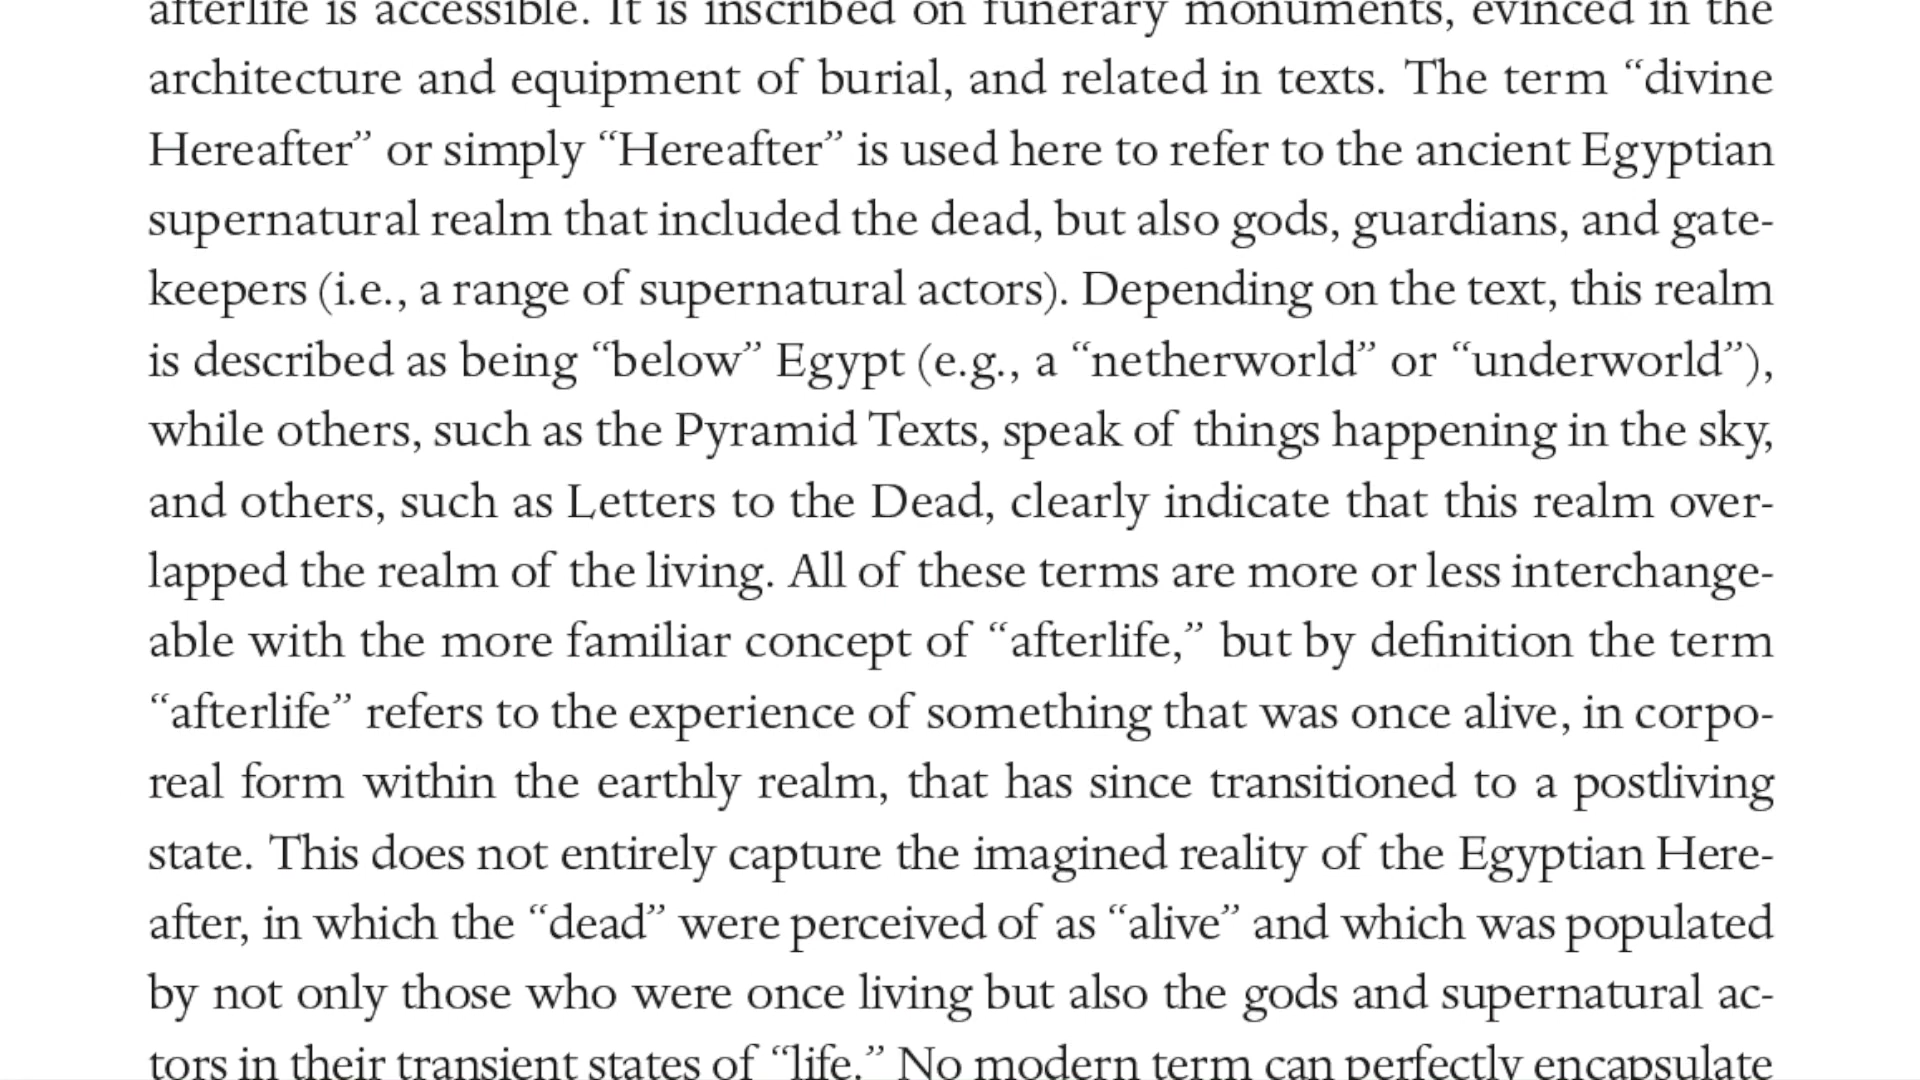 afterlife is accessible. It is inscribed on funerary monuments, evinced in the
architecture and equipment of burial, and related in texts. The term “divine
Hereafter” or simply “Hereafter” is used here to refer to the ancient Egyptian
supernatural realm that included the dead, but also gods, guardians, and gate-
keepers (i.e., a range of supernatural actors). Depending on the text, this realm
is described as being “below” Egypt (e.g., a “netherworld” or “underworld”),
while others, such as the Pyramid Texts, speak of things happening in the sky,
and others, such as Letters to the Dead, clearly indicate that this realm over-
lapped the realm of the living. All of these terms are more or less interchange-
able with the more familiar concept of “afterlife,” but by definition the term
“afterlife” refers to the experience of something that was once alive, in corpo-
real form within the earthly realm, that has since transitioned to a postliving
state. This does not entirely capture the imagined reality of the Egyptian Here-
after, in which the “dead” were perceived of as “alive” and which was populated
by not only those who were once living but also the gods and supernatural ac-
tors in their transient states of “life.” No modern term can perfectly encapsulate